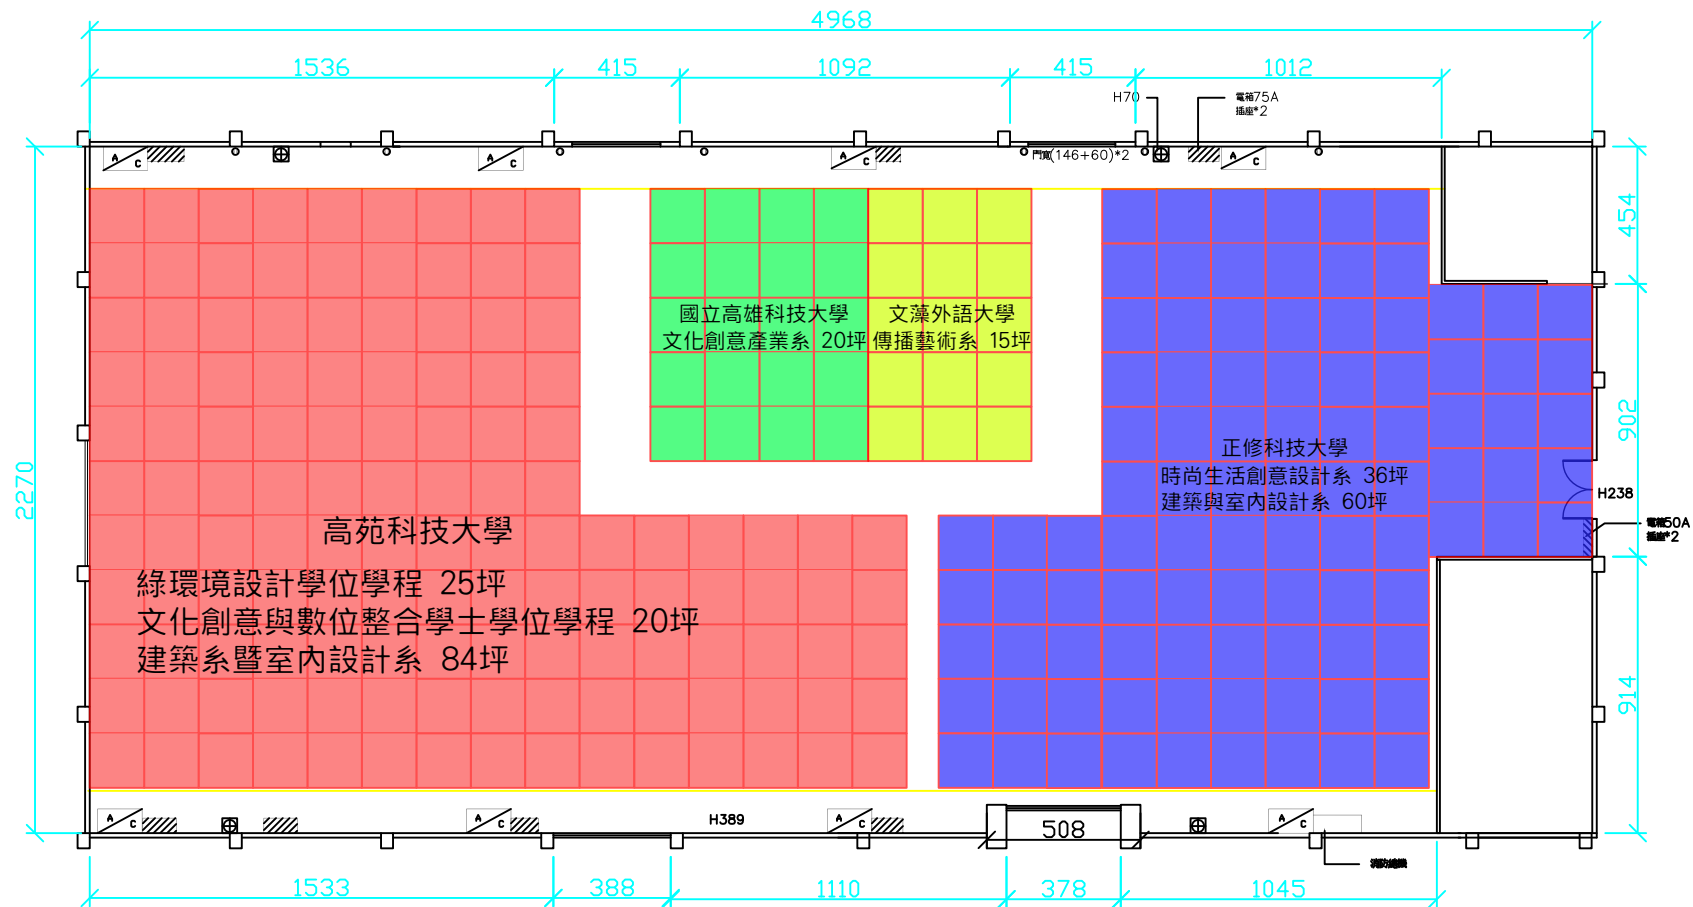 4968
1536
415
1092
415
1012
H70
電箱75A
插座*2
A
C
A
C
A
C
門寬(146+60)*2
A
C
454
國立高雄科技大學
文化創意產業系 20坪
文藻外語大學
傳播藝術系 15坪
902
正修科技大學
時尚生活創意設計系 36坪
建築與室內設計系 60坪
2270
H238
電箱50A
插座*2
高苑科技大學
綠環境設計學位學程 25坪
文化創意與數位整合學士學位學程 20坪
建築系暨室內設計系 84坪
914
A
C
A
C
H389
A
C
508
A
C
1533
388
1110
378
1045